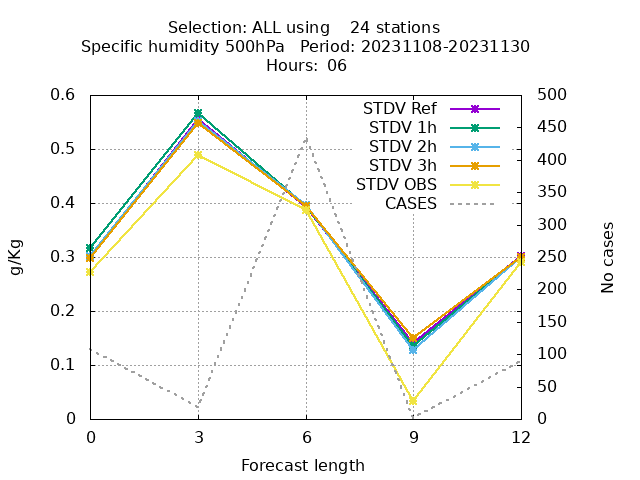 Selection: ALL using    24 stations
Specific humidity 500hPa   Period: 20231108-20231130
Hours: 06
STDV Ref
STDV 1h
STDV 2h
STDV 3h
STDV OBS
CASES
g/Kg
0.6
0.5
0.4
0.3
0.2
0.1
0
500
450
400
350
300
250
200
150
100
50
0
No cases
0 3 6 9 12
Forecast length